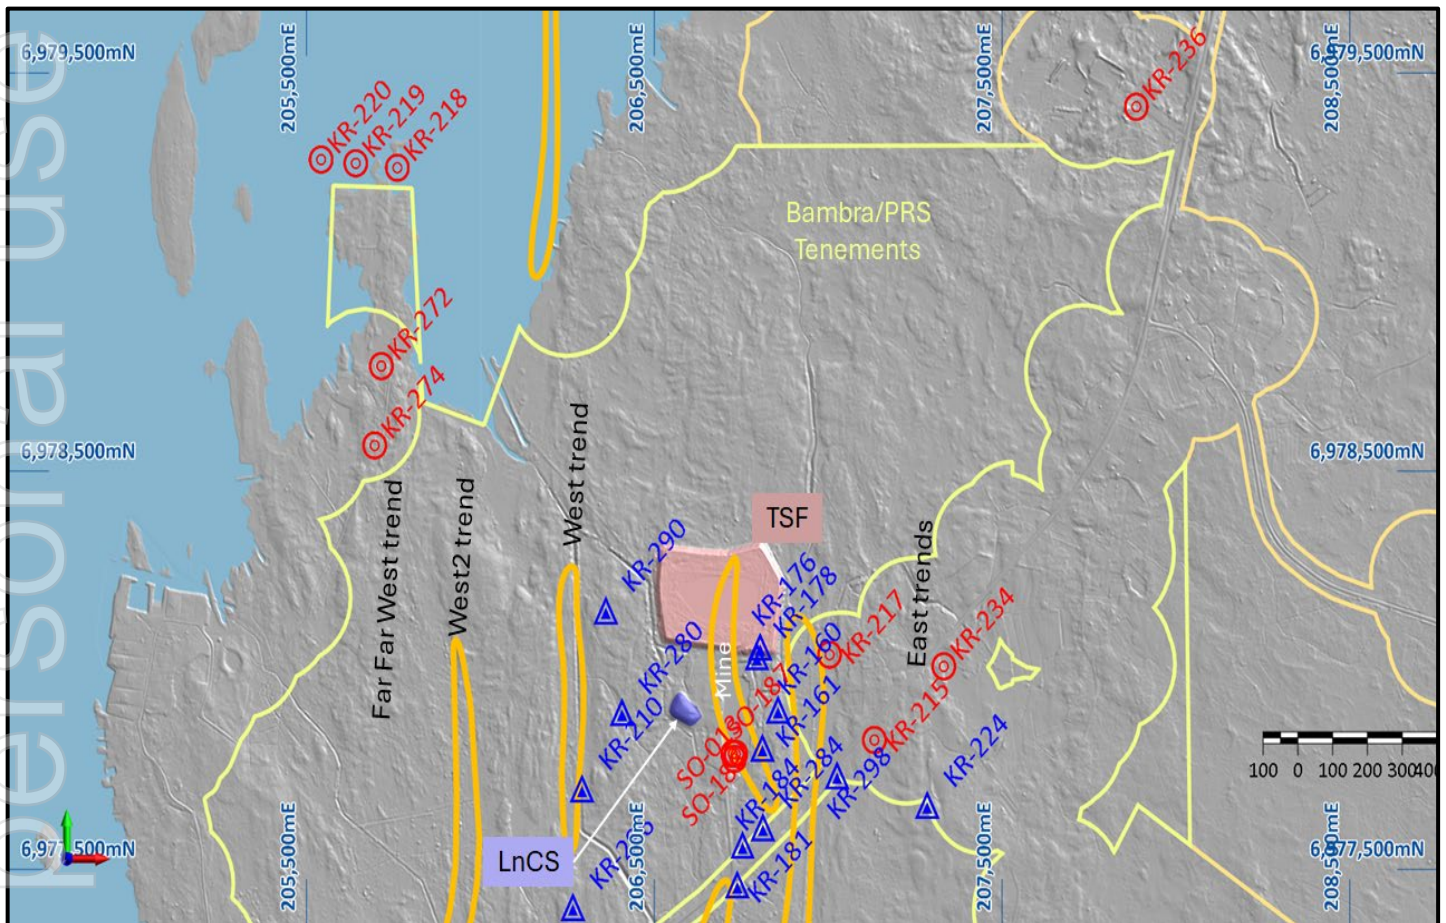 personal use
6,979,500mN
205,500mE
206,500mE
207,500mE
208,500mE
6,979,500mN
KR-236
KR-220
KR-219
KR-218
Bambra/PRS
Tenements
KR-272
KR-274
6,978,500mN
6,978,500mN
Far Far West trend
West2 trend
West trend
TSF
East trends
KR-290
KR-176
KR-178
KR-217
KR-234
KR-280
Mine
KR-160
SO-187
KR-161
KR-215
KR-210
KR-284
KR-298
KR-224
KR-184
LnCS
KR-181
100 0 100 200 300
6,977,500mN
205,500mE
206,500mE
207,500mE
208,500mE
6,977,500mN